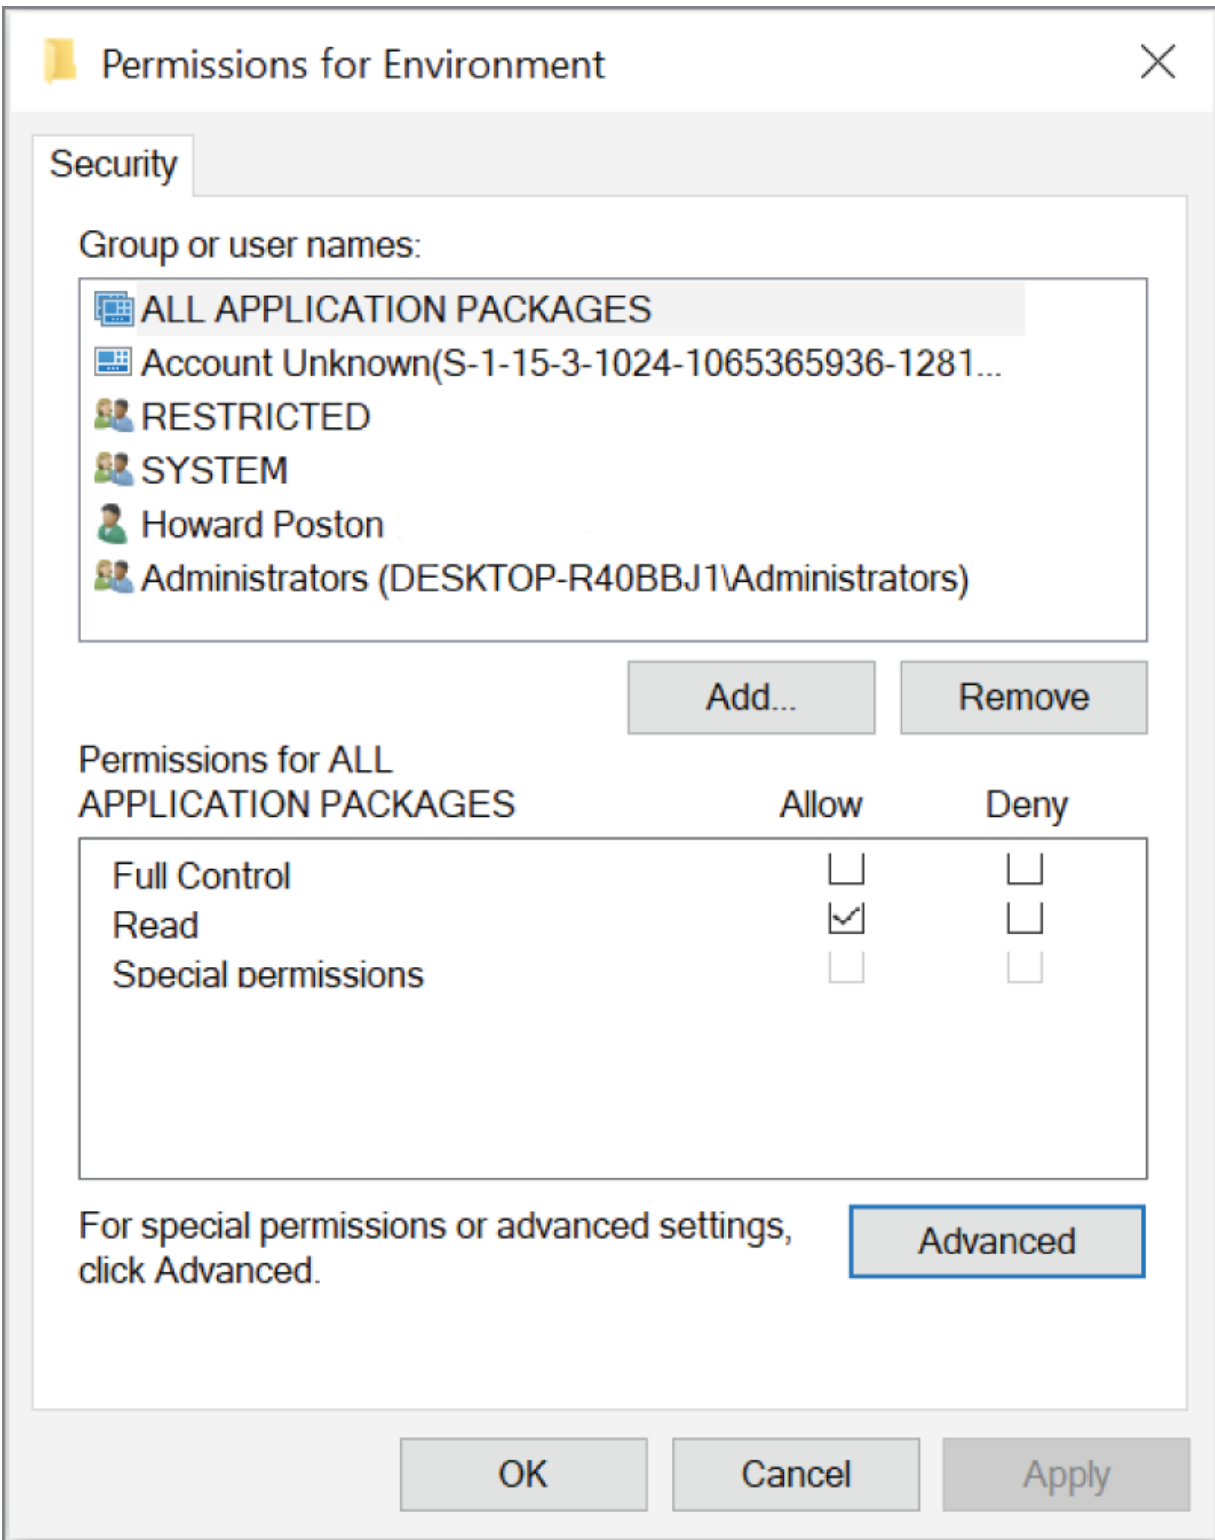 Permissions for Environment
Security
Group or user names:
ALL APPLICATION PACKAGES
Account Unknown(S-1-15-3-1024-1065365936-1281...
RESTRICTED
SYSTEM
Howard Poston
Administrators (DESKTOP-R40BBJ1\Administrators)
Add... Remove
Permissions for ALL
APPLICATION PACKAGES Allow Deny
Full Control
Read
Special permissions
For special permissions or advanced settings,
click Advanced.
Advanced
OK Cancel Apply